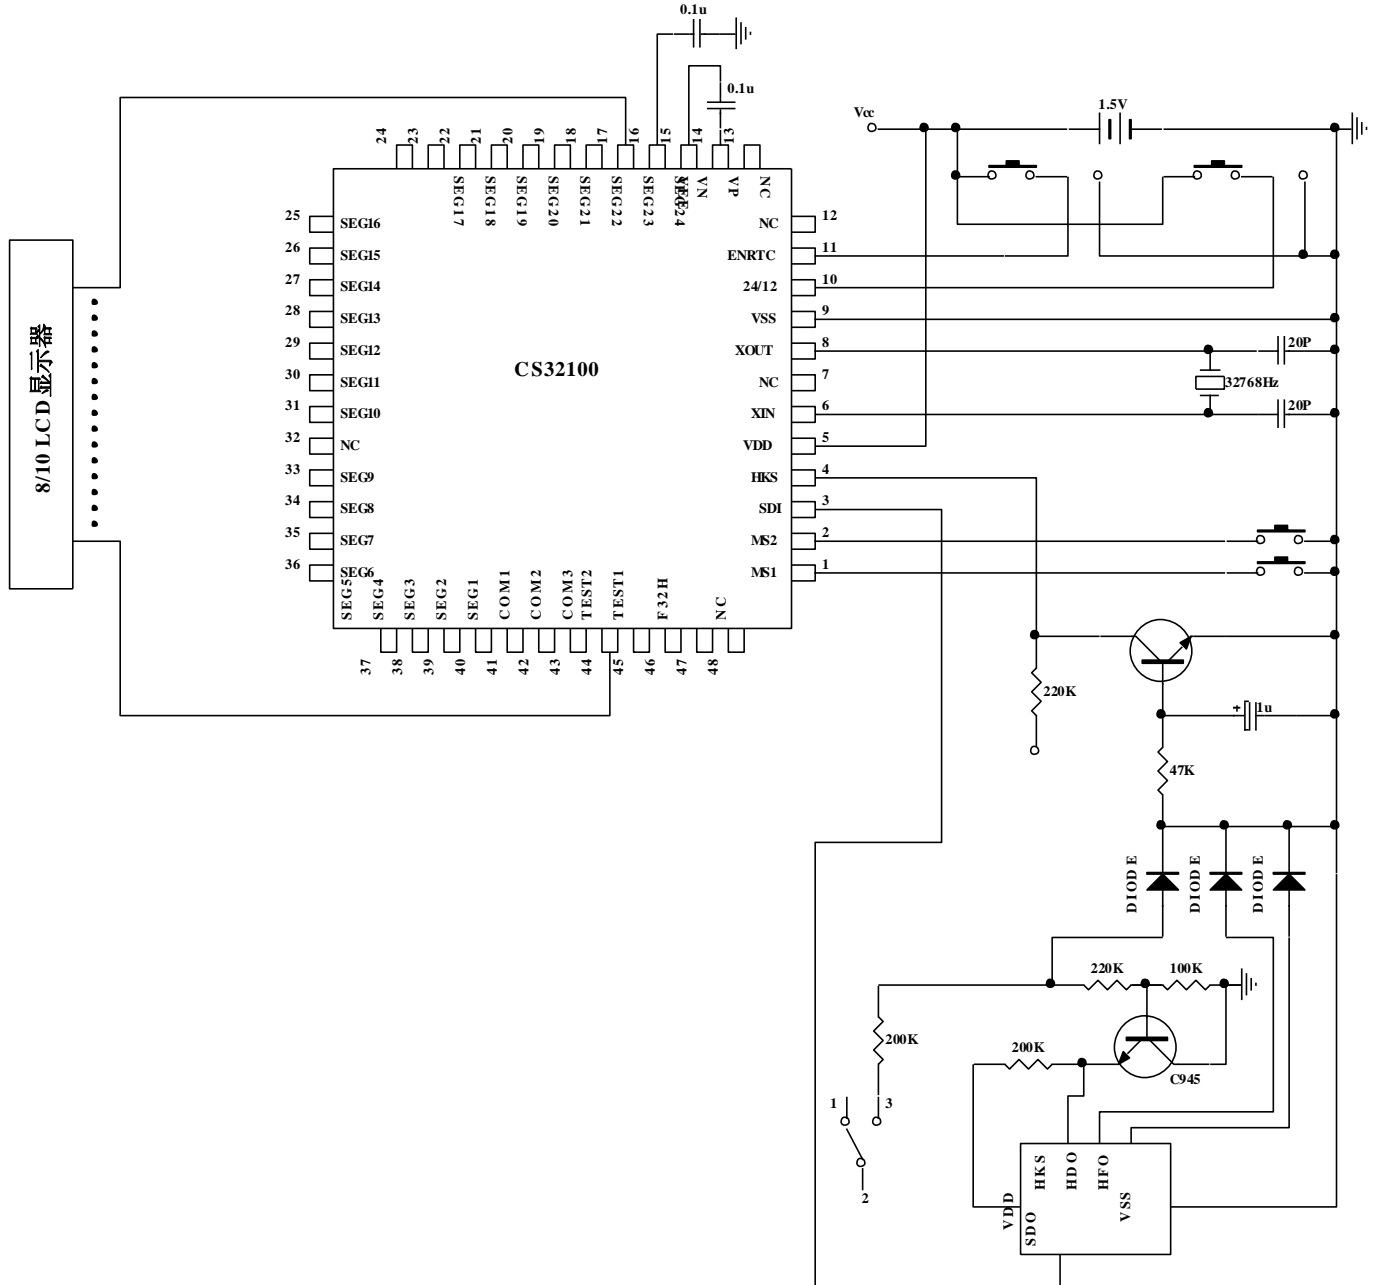 0.1u
0.1u
Vcc
1.5V
24 23 22 21 20 19 18 17 16 15 14 13
SEG17 SEG18 SEG19 SEG20 SEG21 SEG22 SEG23 SEG24 VN VP NC
25 SEG16
26 SEG15
27 SEG14
28 SEG13
29 SEG12
30 SEG11
31 SEG10
32 NC
33 SEG9
34 SEG8
35 SEG7
36 SEG6
CS32100
NC 12
ENRTC 11
24/12 10
VSS 9
XOUT 8
NC 7
XIN 6
VDD 5
HKS 4
SDI 3
MS2 2
MS1 1
20P
32768Hz
20P
8/10 LCD显示器
SEG5 SEG4 SEG3 SEG2 SEG1 COM1 COM2 COM3 TEST2 TEST1 F32H NC
37 38 39 40 41 42 43 44 45 46 47 48
220K
+ 1u
47K
DIODE DIODE DIODE
220K 100K
200K
200K
C945
1 3
2
HKS HDO HFO
VDD SDO VSS